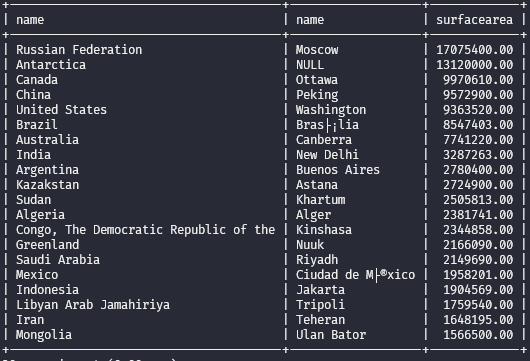 name name surfacearea
Russian Federation Moscow 17075400.00
Antarctica NULL 13120000.00
Canada Ottawa 9970610.00
China Peking 9572900.00
United States Washington 9363520.00
Brazil Bras├¡lia 8547403.00
Australia Canberra 7741220.00
India New Delhi 3287263.00
Argentina Buenos Aires 2780400.00
Kazakstan Astana 2724900.00
Sudan Khartum 2505813.00
Algeria Alger 2381741.00
Congo, The Democratic Republic of the Kinshasa 2344858.00
Greenland Nuuk 2166090.00
Saudi Arabia Riyadh 2149690.00
Mexico Ciudad de M├®xico 1958201.00
Indonesia Jakarta 1904569.00
Libyan Arab Jamahiriya Tripoli 1759540.00
Iran Teheran 1648195.00
Mongolia Ulan Bator 1566500.00